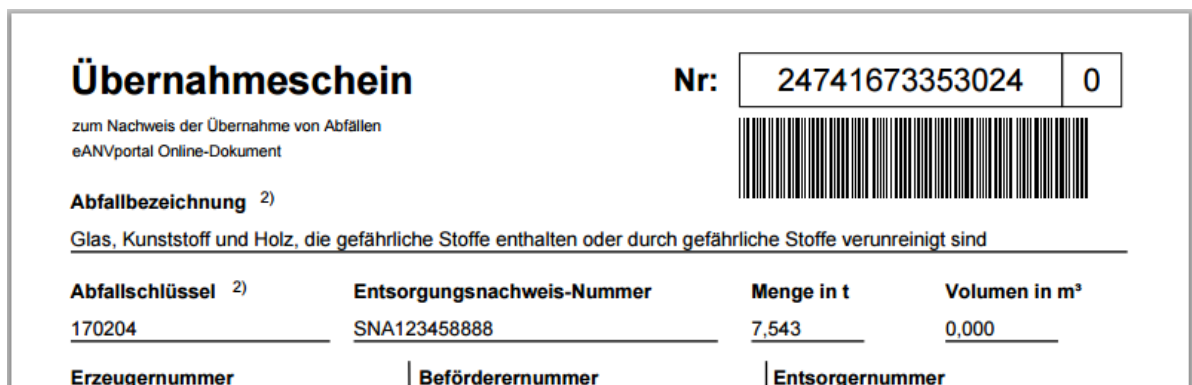 Übernahmeschein Nr: 24741673353024 0
zum Nachweis der Übernahme von Abfällen
eANVportal Online-Dokument
Abfallbezeichnung 2)
Glas, Kunststoff und Holz, die gefährliche Stoffe enthalten oder durch gefährliche Stoffe verunreinigt sind
Abfallschlüssel 2) Entsorgungsnachweis-Nummer Menge in t Volumen in m³
170204 SNA123458888 7,543 0,000
Erzeugernummer Beförderernummer Entsorgernummer